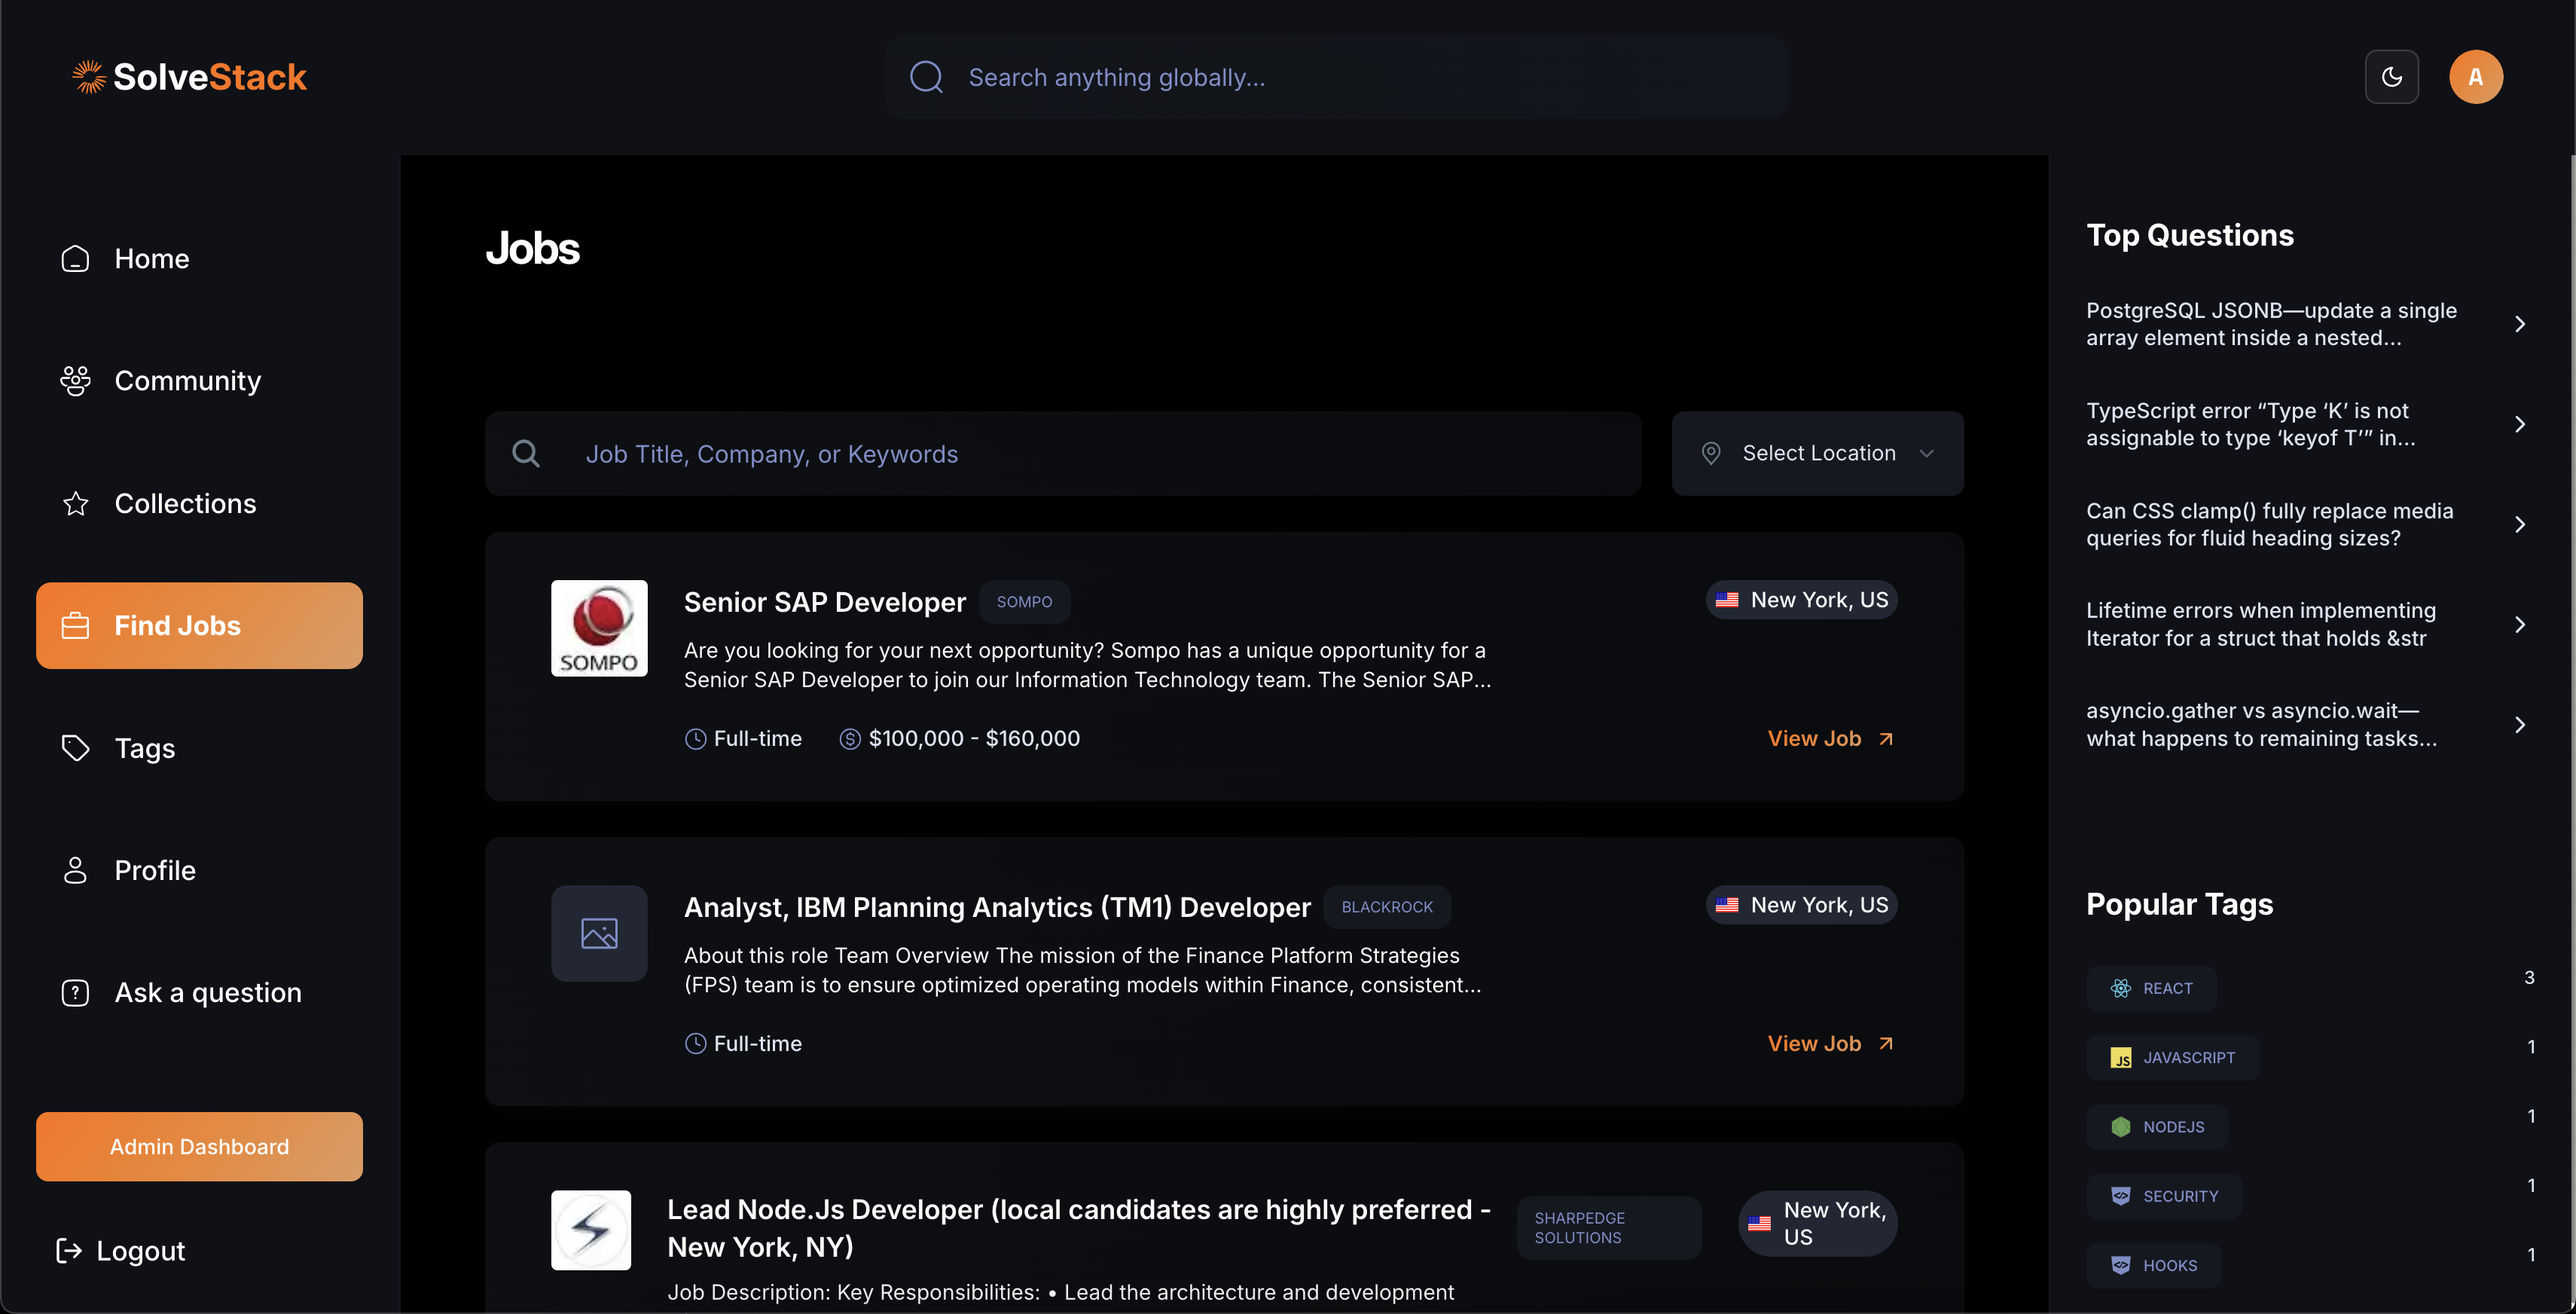 SolveStack
Search anything globally...
A
Home
Community
Collections
Find Jobs
Tags
Profile
Ask a question
Admin Dashboard
Logout
Jobs
Job Title, Company, or Keywords
Select Location
SOMPO
Senior SAP Developer
SOMPO
New York, US
Are you looking for your next opportunity? Sompo has a unique opportunity for a
Senior SAP Developer to join our Information Technology team. The Senior SAP...
Full-time
$100,000 - $160,000
View Job
Analyst, IBM Planning Analytics (TM1) Developer
BLACKROCK
New York, US
About this role Team Overview The mission of the Finance Platform Strategies
(FPS) team is to ensure optimized operating models within Finance, consistent...
Full-time
View Job
Lead Node.Js Developer (local candidates are highly preferred -
New York, NY)
SHARPEDGE
SOLUTIONS
New York,
US
Job Description: Key Responsibilities: • Lead the architecture and development
Top Questions
PostgreSQL JSONB—update a single
array element inside a nested...
TypeScript error “Type ‘K’ is not
assignable to type ‘keyof T’” in...
Can CSS clamp() fully replace media
queries for fluid heading sizes?
Lifetime errors when implementing
Iterator for a struct that holds &str
asyncio.gather vs asyncio.wait—
what happens to remaining tasks...
Popular Tags
REACT
3
JS
JAVASCRIPT
1
NODEJS
1
SECURITY
1
HOOKS
1